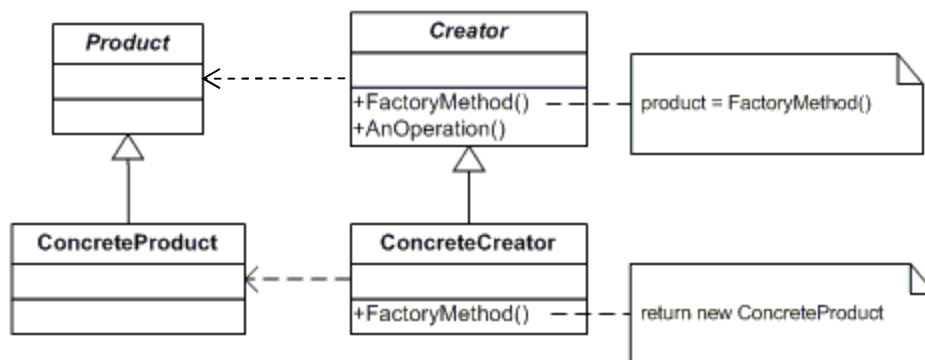 Product
Creator
+FactoryMethod()
+AnOperation()
product = FactoryMethod()
ConcreteProduct
ConcreteCreator
+FactoryMethod()
return new ConcreteProduct